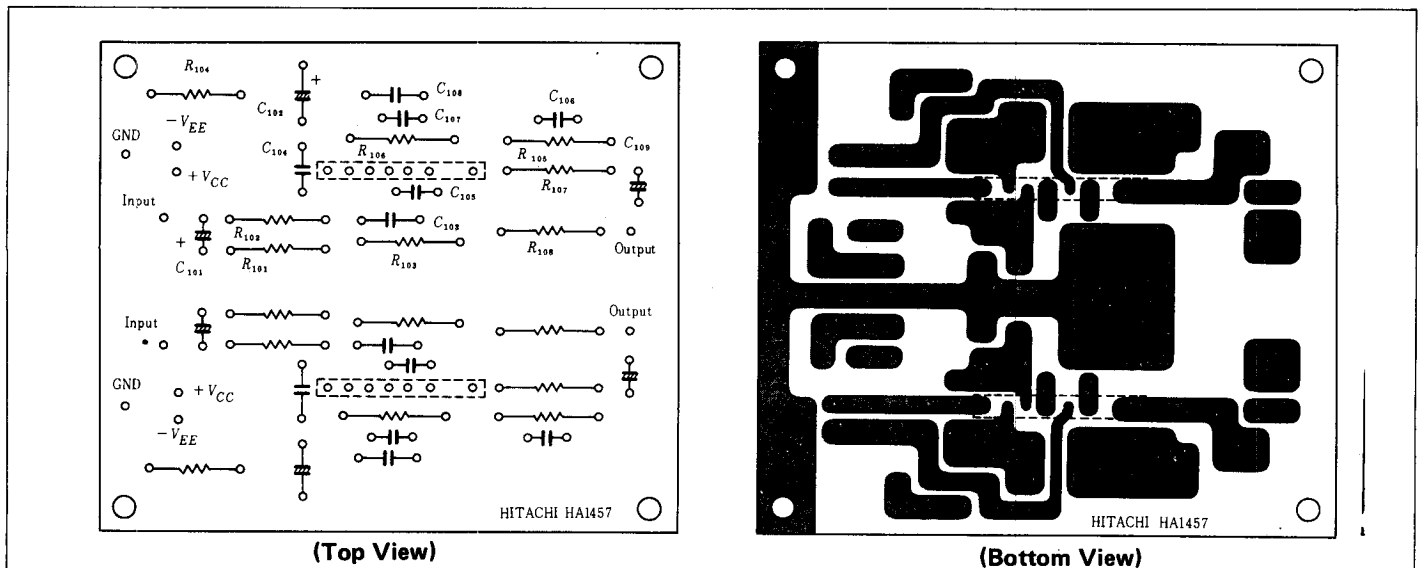 R104
+
C102
C108
C107
C106
−VEE
GND
C104
R106
R105
C109
+VCC
R107
C105
Input
+
R102
C103
C101
R101
R103
R108
Output
Input
Output
GND
+VCC
−VEE
HITACHI HA1457
(Top View)
HITACHI HA1457
(Bottom View)